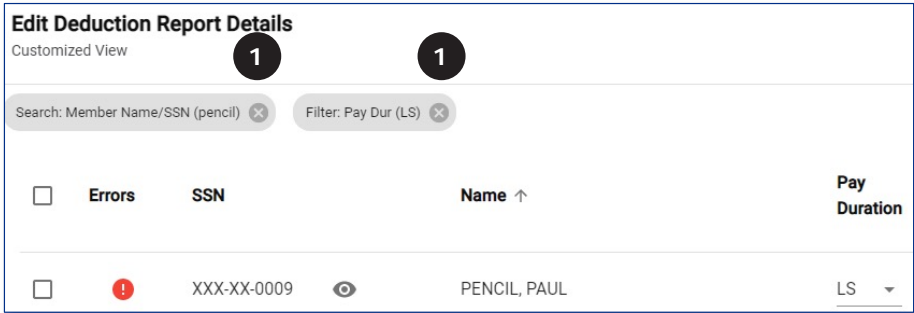 Edit Deduction Report Details
Customized View
1 1
Search: Member Name/SSN (pencil) Filter: Pay Dur (LS)
Errors SSN Name ↑ Pay Duration
XXX-XX-0009 PENCIL, PAUL LS